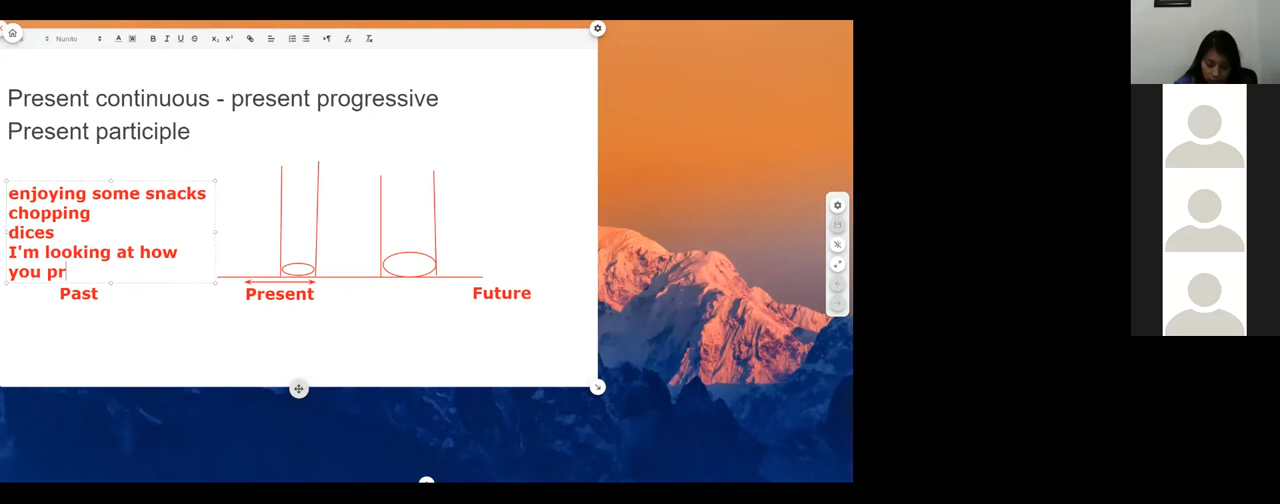 Nunito
Present continuous - present progressive
Present participle
enjoying some snacks
chopping
dices
I'm looking at how
you pr
Past
Present
Future